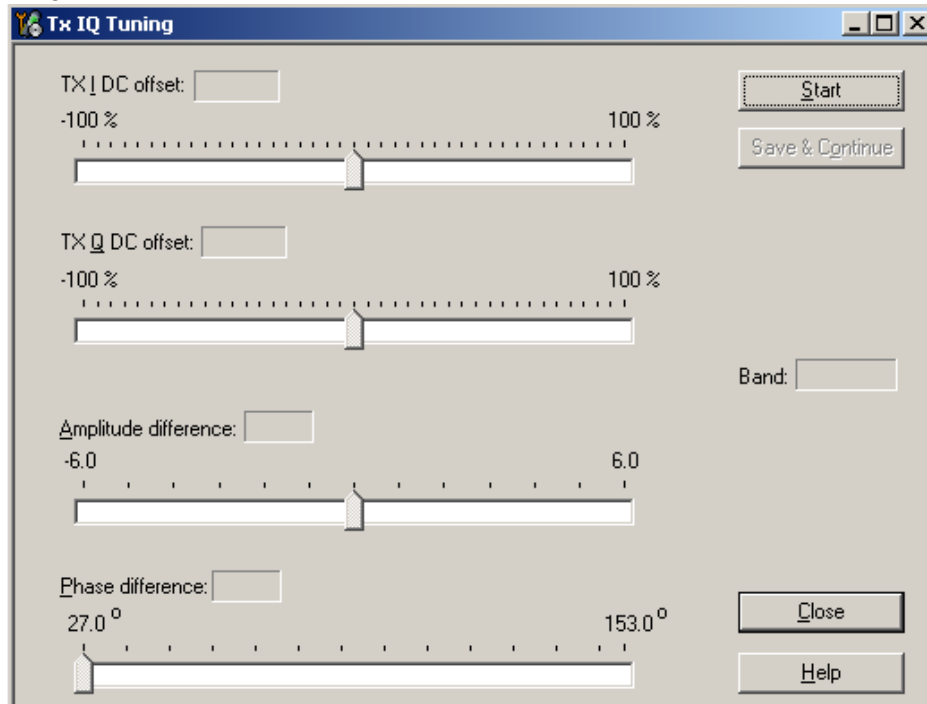 Tx IQ Tuning
TX I DC offset:
-100 % 100 %
Start
Save & Continue
TX Q DC offset:
-100 % 100 %
Band:
Amplitude difference:
-6.0 6.0
Phase difference:
27.0 º 153.0 º
Close
Help